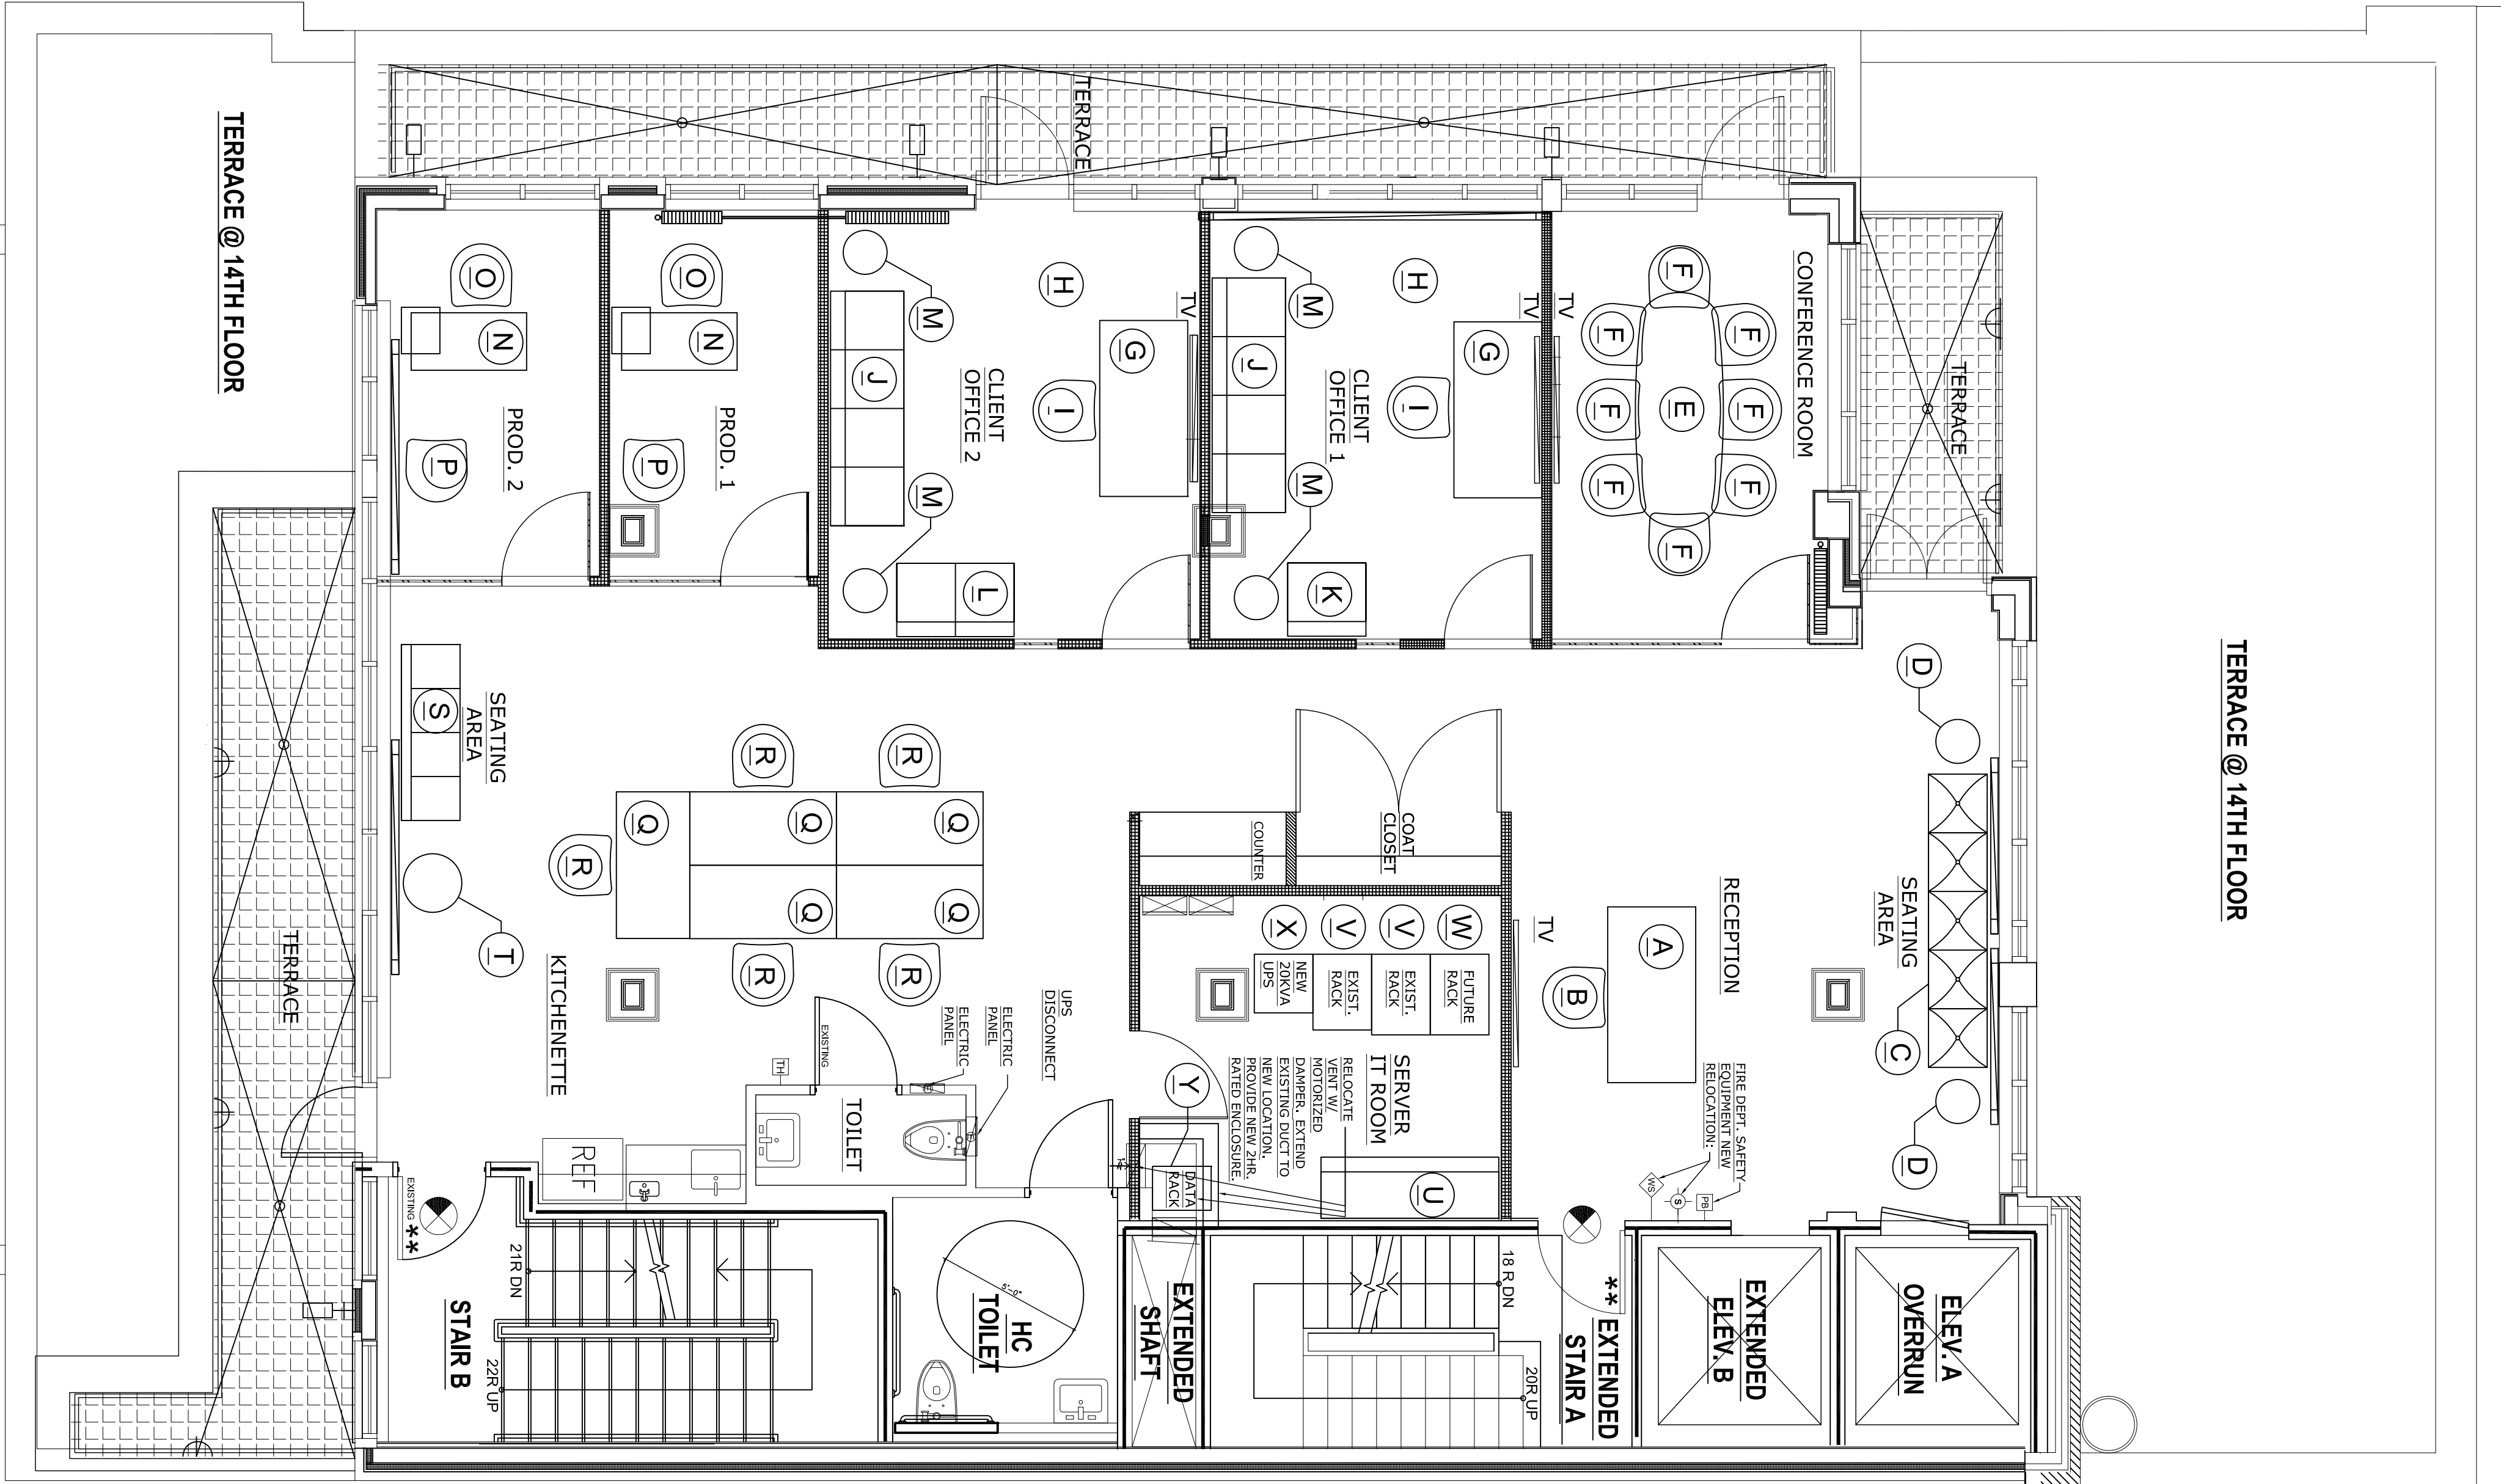 TERRACE @ 14TH FLOOR
TERRACE
CONFERENCE ROOM
F
F
F
F
F
E
F
F
F
TV
D
SEATING
AREA
C
D
RECEPTION
A
B
TV
FIRE DEPT. SAFETY
EQUIPMENT NEW
RELOCATION:
PB
S
WS
ELEV. A
OVERRUN
EXTENDED
ELEV. B
**
EXTENDED
STAIR A
18 R DN
20R UP
TV
G
H
I
CLIENT
OFFICE 1
M
J
M
K
COAT
CLOSET
COUNTER
W
FUTURE
RACK
V
EXIST.
RACK
V
EXIST.
RACK
X
NEW
20KVA
UPS
SERVER
IT ROOM
U
RELOCATE
VENT W/
MOTORIZED
DAMPER. EXTEND
EXISTING DUCT TO
NEW LOCATION.
PROVIDE NEW 2HR.
RATED ENCLOSURE.
Y
DATA
RACK
EXTENDED
SHAFT
TERRACE
TV
G
H
I
CLIENT
OFFICE 2
M
J
M
L
UPS
DISCONNECT
ELECTRIC
PANEL
ELECTRIC
PANEL
HC
TOILET
5'-0"
TOILET
EXISTING
TH
R
R
Q
Q
Q
Q
Q
R
R
R
KITCHENETTE
REF
O
N
P
PROD. 1
O
N
P
PROD. 2
SEATING
AREA
S
T
21R DN
22R UP
STAIR B
EXISTING
**
TERRACE
TERRACE @ 14TH FLOOR